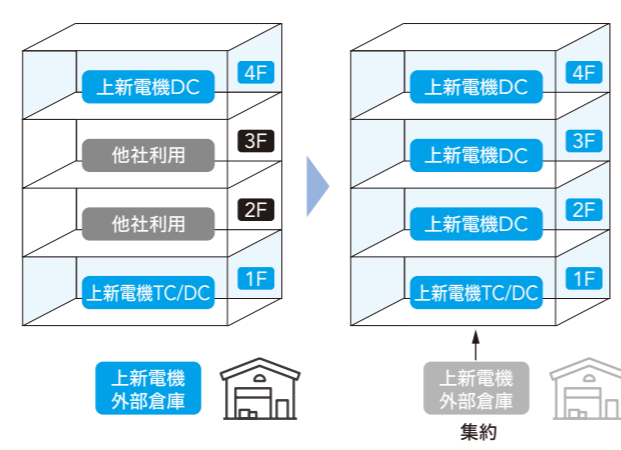 上新電機DC
4F
他社利用
3F
他社利用
2F
上新電機TC/DC
1F
上新電機
外部倉庫
上新電機DC
4F
上新電機DC
3F
上新電機DC
2F
上新電機TC/DC
1F
上新電機
外部倉庫
集約